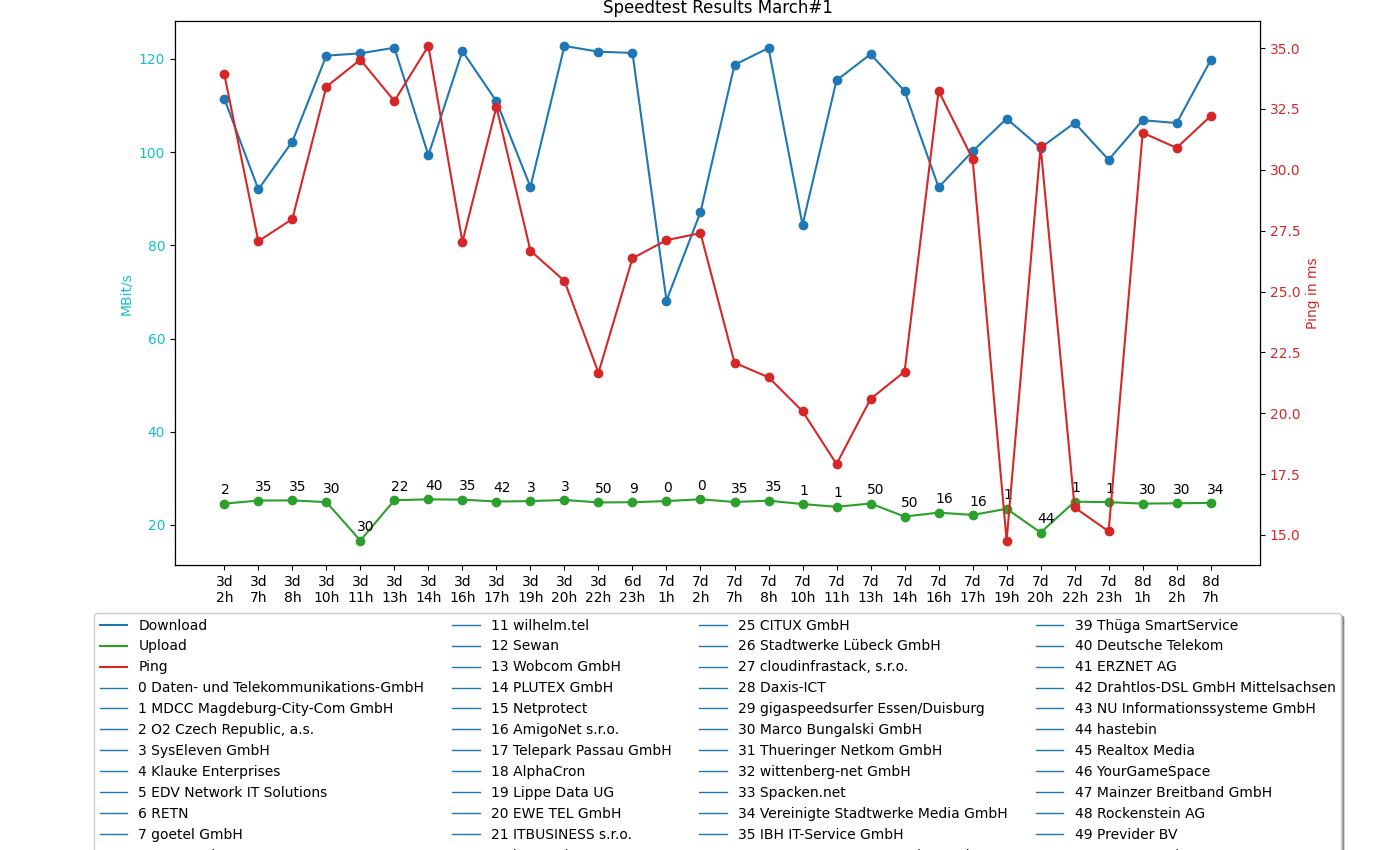 Speedtest Results March#1
120
100
80
60
40
20
MBit/s
35.0
32.5
30.0
27.5
25.0
22.5
20.0
17.5
15.0
Ping in ms
2 35 35 30 30 22 40 35 42 3 3 50 9 0 0 35 35 1 1 50 50 16 16 1 44 1 1 30 30 34
3d 3d 3d 3d 3d 3d 3d 3d 3d 3d 3d 3d 6d 7d 7d 7d 7d 7d 7d 7d 7d 7d 7d 7d 7d 7d 7d 8d 8d 8d
2h 7h 8h 10h 11h 13h 14h 16h 17h 19h 20h 22h 23h 1h 2h 7h 8h 10h 11h 13h 14h 16h 17h 19h 20h 22h 23h 1h 2h 7h
Download
Upload
Ping
0 Daten- und Telekommunikations-GmbH
1 MDCC Magdeburg-City-Com GmbH
2 O2 Czech Republic, a.s.
3 SysEleven GmbH
4 Klauke Enterprises
5 EDV Network IT Solutions
6 RETN
7 goetel GmbH
11 wilhelm.tel
12 Sewan
13 Wobcom GmbH
14 PLUTEX GmbH
15 Netprotect
16 AmigoNet s.r.o.
17 Telepark Passau GmbH
18 AlphaCron
19 Lippe Data UG
20 EWE TEL GmbH
21 ITBUSINESS s.r.o.
25 CITUX GmbH
26 Stadtwerke Lübeck GmbH
27 cloudinfrastack, s.r.o.
28 Daxis-ICT
29 gigaspeedsurfer Essen/Duisburg
30 Marco Bungalski GmbH
31 Thueringer Netkom GmbH
32 wittenberg-net GmbH
33 Spacken.net
34 Vereinigte Stadtwerke Media GmbH
35 IBH IT-Service GmbH
39 Thüga SmartService
40 Deutsche Telekom
41 ERZNET AG
42 Drahtlos-DSL GmbH Mittelsachsen
43 NU Informationssysteme GmbH
44 hastebin
45 Realtox Media
46 YourGameSpace
47 Mainzer Breitband GmbH
48 Rockenstein AG
49 Previder BV